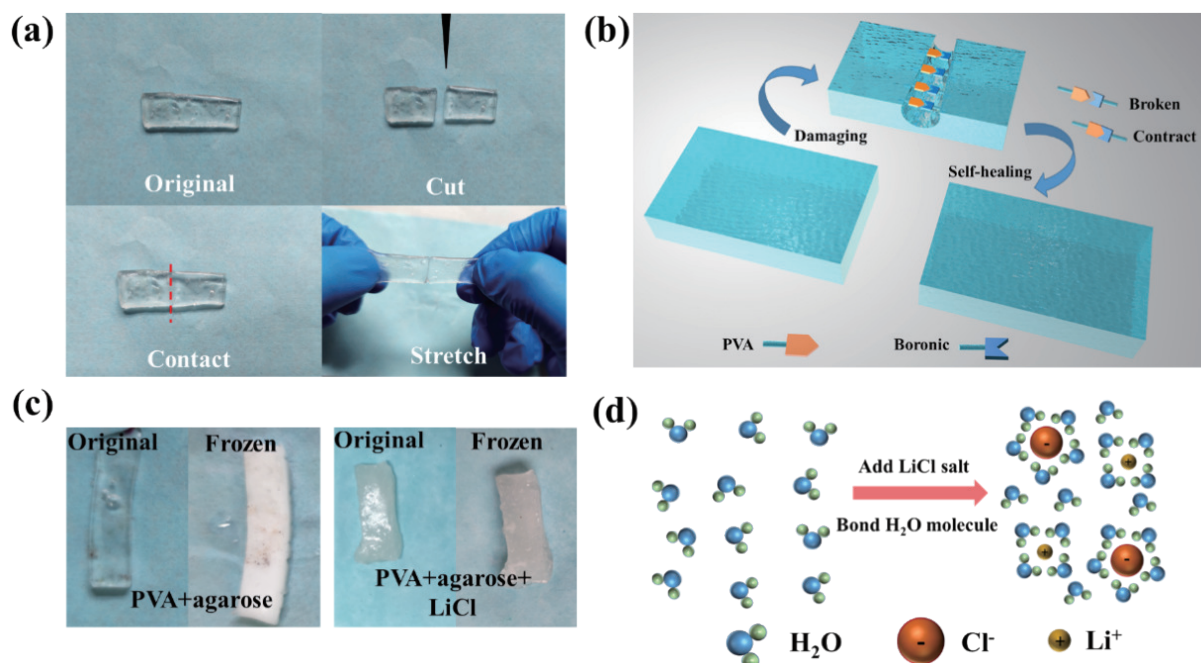 (a)
Original
Cut
Contact
Stretch
(b)
Damaging
Self-healing
Broken
Contract
PVA
Boronic
(c)
Original
Frozen
PVA+agarose
Original
Frozen
PVA+agarose+
LiCl
(d)
Add LiCl salt
Bond H₂O molecule
-
+
+
-
H₂O
-
Cl⁻
+
Li⁺